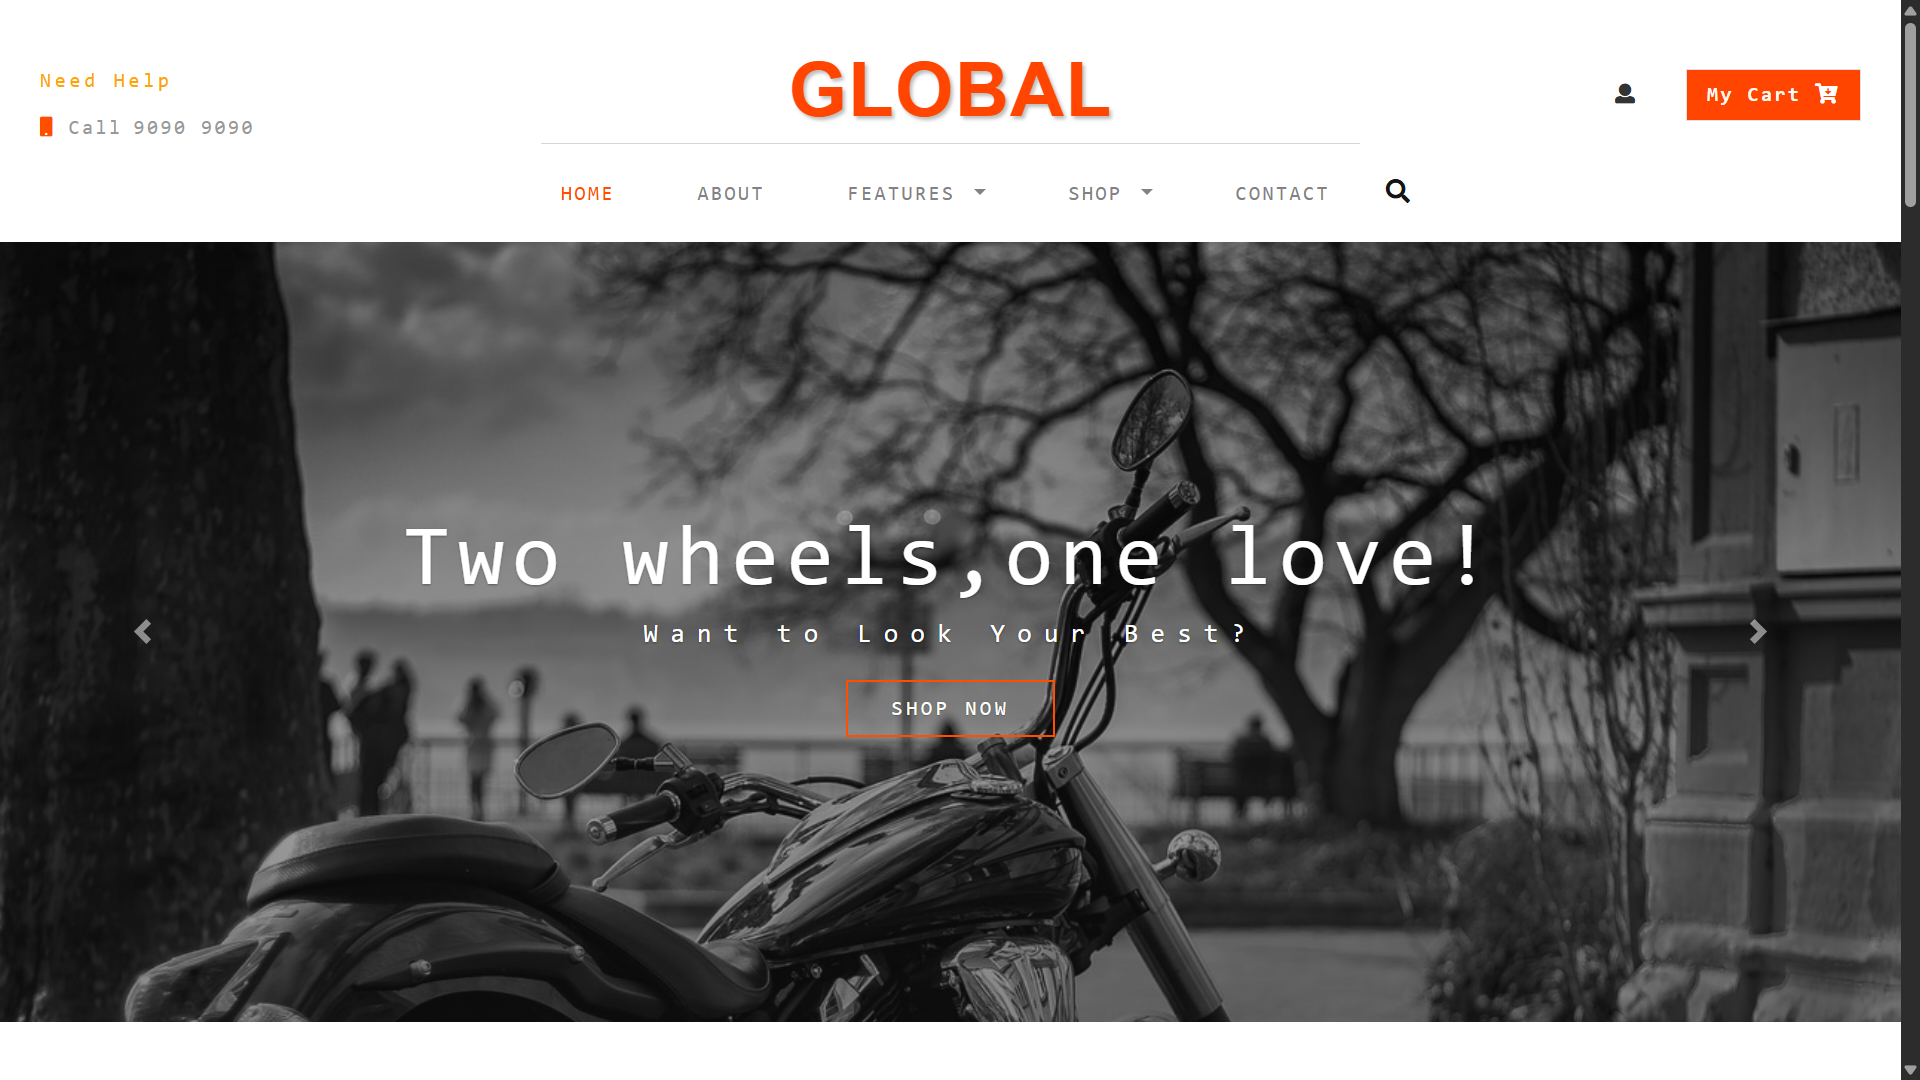 Need Help
Call 9090 9090
GLOBAL
My Cart
HOME ABOUT FEATURES SHOP CONTACT
Two wheels,one love!
Want to Look Your Best?
SHOP NOW